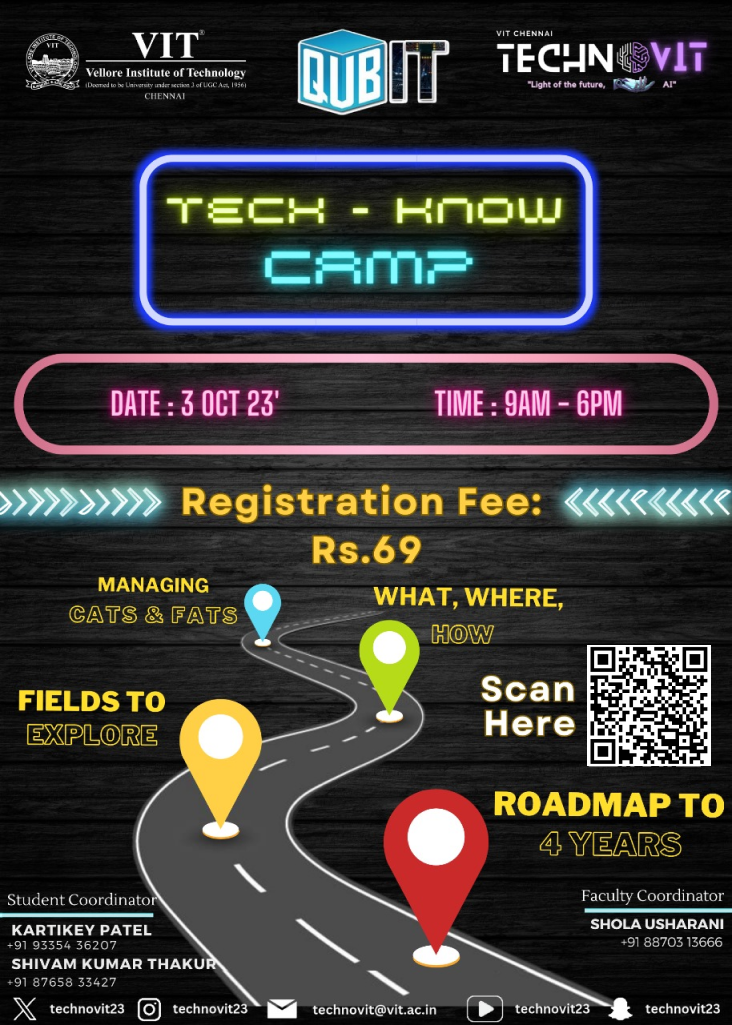 VIT
Vellore Institute of Technology
(Deemed to be University under section 3 of UGC Act, 1956)
CHENNAI
QUBIT
VIT CHENNAI
TECHNOVIT
"Light of the future, AI"
TECH - KNOW
CAMP
DATE : 3 OCT 23'
TIME : 9AM - 6PM
Registration Fee:
Rs.69
MANAGING
CATS & FATS
WHAT, WHERE,
HOW
FIELDS TO
EXPLORE
Scan
Here
ROADMAP TO
4 YEARS
Student Coordinator
KARTIKEY PATEL
+91 93354 36207
SHIVAM KUMAR THAKUR
+91 87658 33427
Faculty Coordinator
SHOLA USHARANI
+91 88703 13666
technovit23
technovit23
technovit@vit.ac.in
technovit23
technovit23